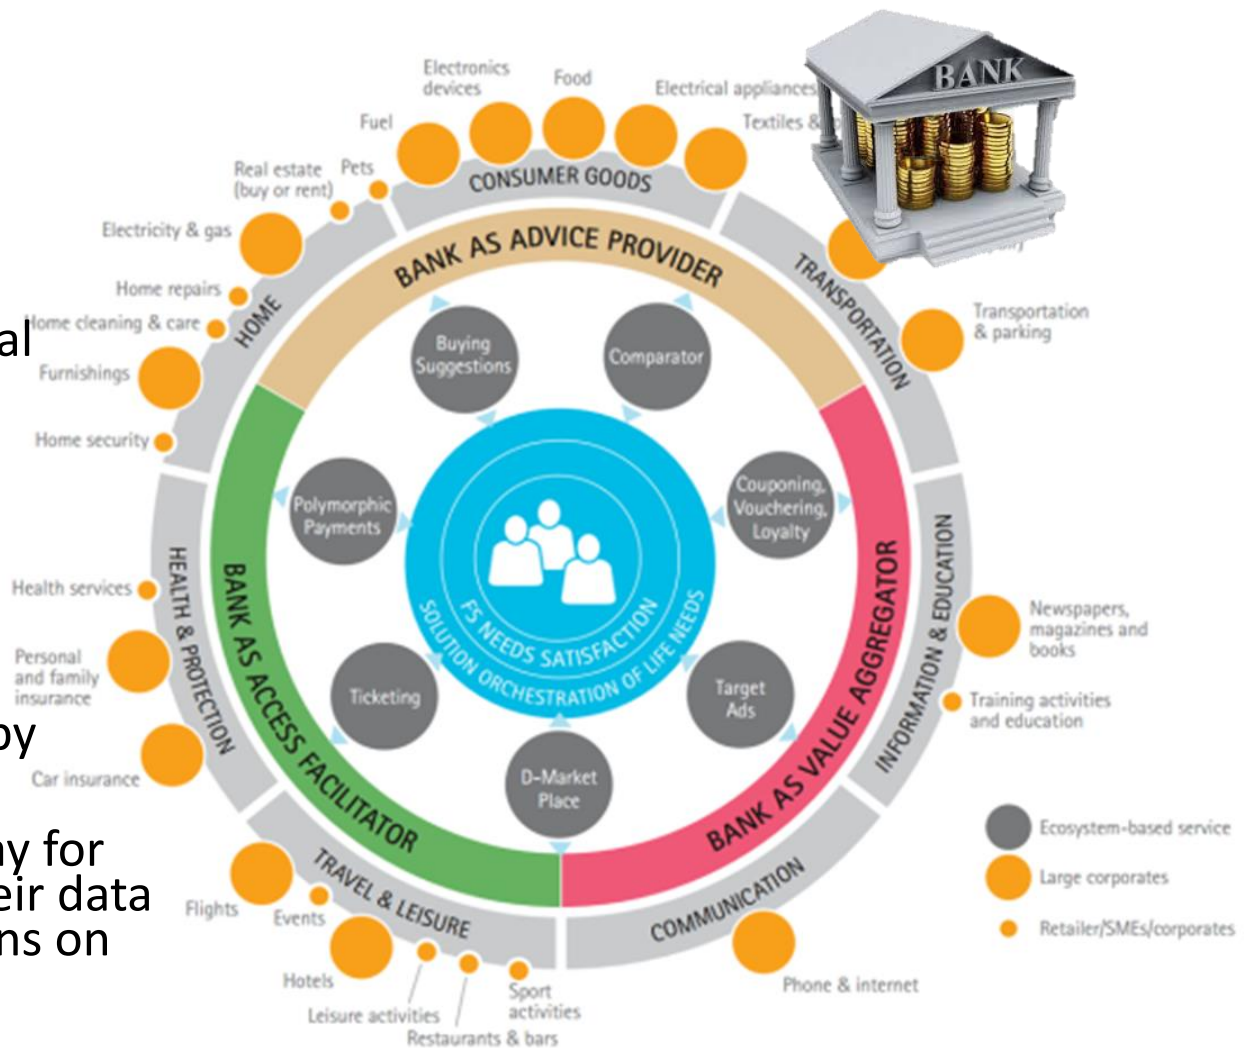 BANK
Electronics
devices
Food
Electrical appliances
Fuel
Textiles &
Real estate
(buy or rent)
Pets
CONSUMER GOODS
Electricity & gas
BANK AS ADVICE PROVIDER
TRANSPORTATION
Home repairs
HOME
Home cleaning & care
al
Transportation
& parking
Furnishings
Buying
Suggestions
Comparator
Home security
Polymorphic
Payments
Couponing,
Vouchering,
Loyalty
HEALTH & PROTECTION
BANK AS ACCESS FACILITATOR
FS NEEDS SATISFACTION
SOLUTION ORCHESTRATION OF LIFE NEEDS
BANK AS VALUE AGGREGATOR
INFORMATION & EDUCATION
Health services
Newspapers,
magazines and
books
Personal
and family
insurance
Ticketing
Target
Ads
Training activities
and education
by
Car insurance
D-Market
Place
Ecosystem-based service
Large corporates
Retailer/SMEs/corporates
ay for
eir data
ns on
TRAVEL & LEISURE
COMMUNICATION
Flights
Events
Hotels
Leisure activities
Restaurants & bars
Sport
activities
Phone & internet